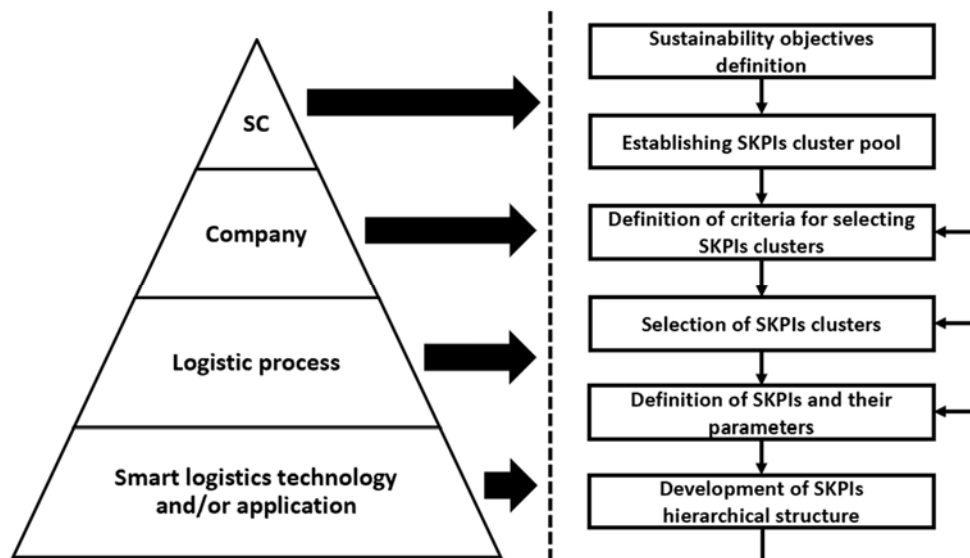 SC
Company
Logistic process
Smart logistics technology
and/or application
Sustainability objectives
definition
Establishing SKPIs cluster pool
Definition of criteria for selecting
SKPIs clusters
Selection of SKPIs clusters
Definition of SKPIs and their
parameters
Development of SKPIs
hierarchical structure